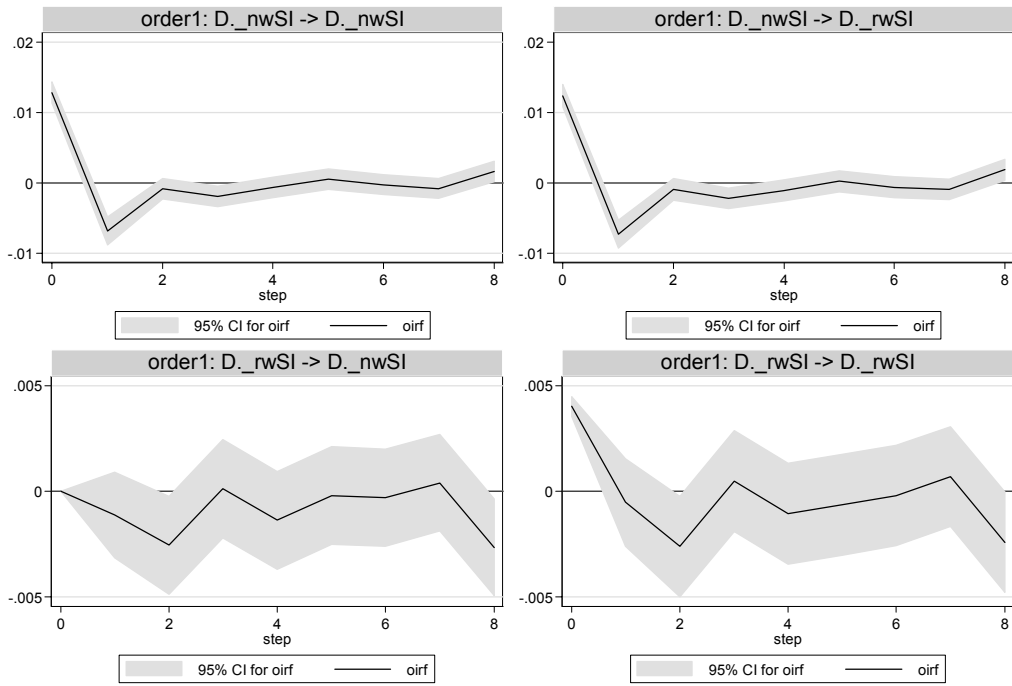 order1: D._nwSI -> D._nwSI
.02
.01
0
-.01
0 2 4 6 8
step
95% CI for oirf oirf
order1: D._nwSI -> D._rwSI
.02
.01
0
-.01
0 2 4 6 8
step
95% CI for oirf oirf
order1: D._rwSI -> D._nwSI
.005
0
-.005
0 2 4 6 8
step
95% CI for oirf oirf
order1: D._rwSI -> D._rwSI
.005
0
-.005
0 2 4 6 8
step
95% CI for oirf oirf